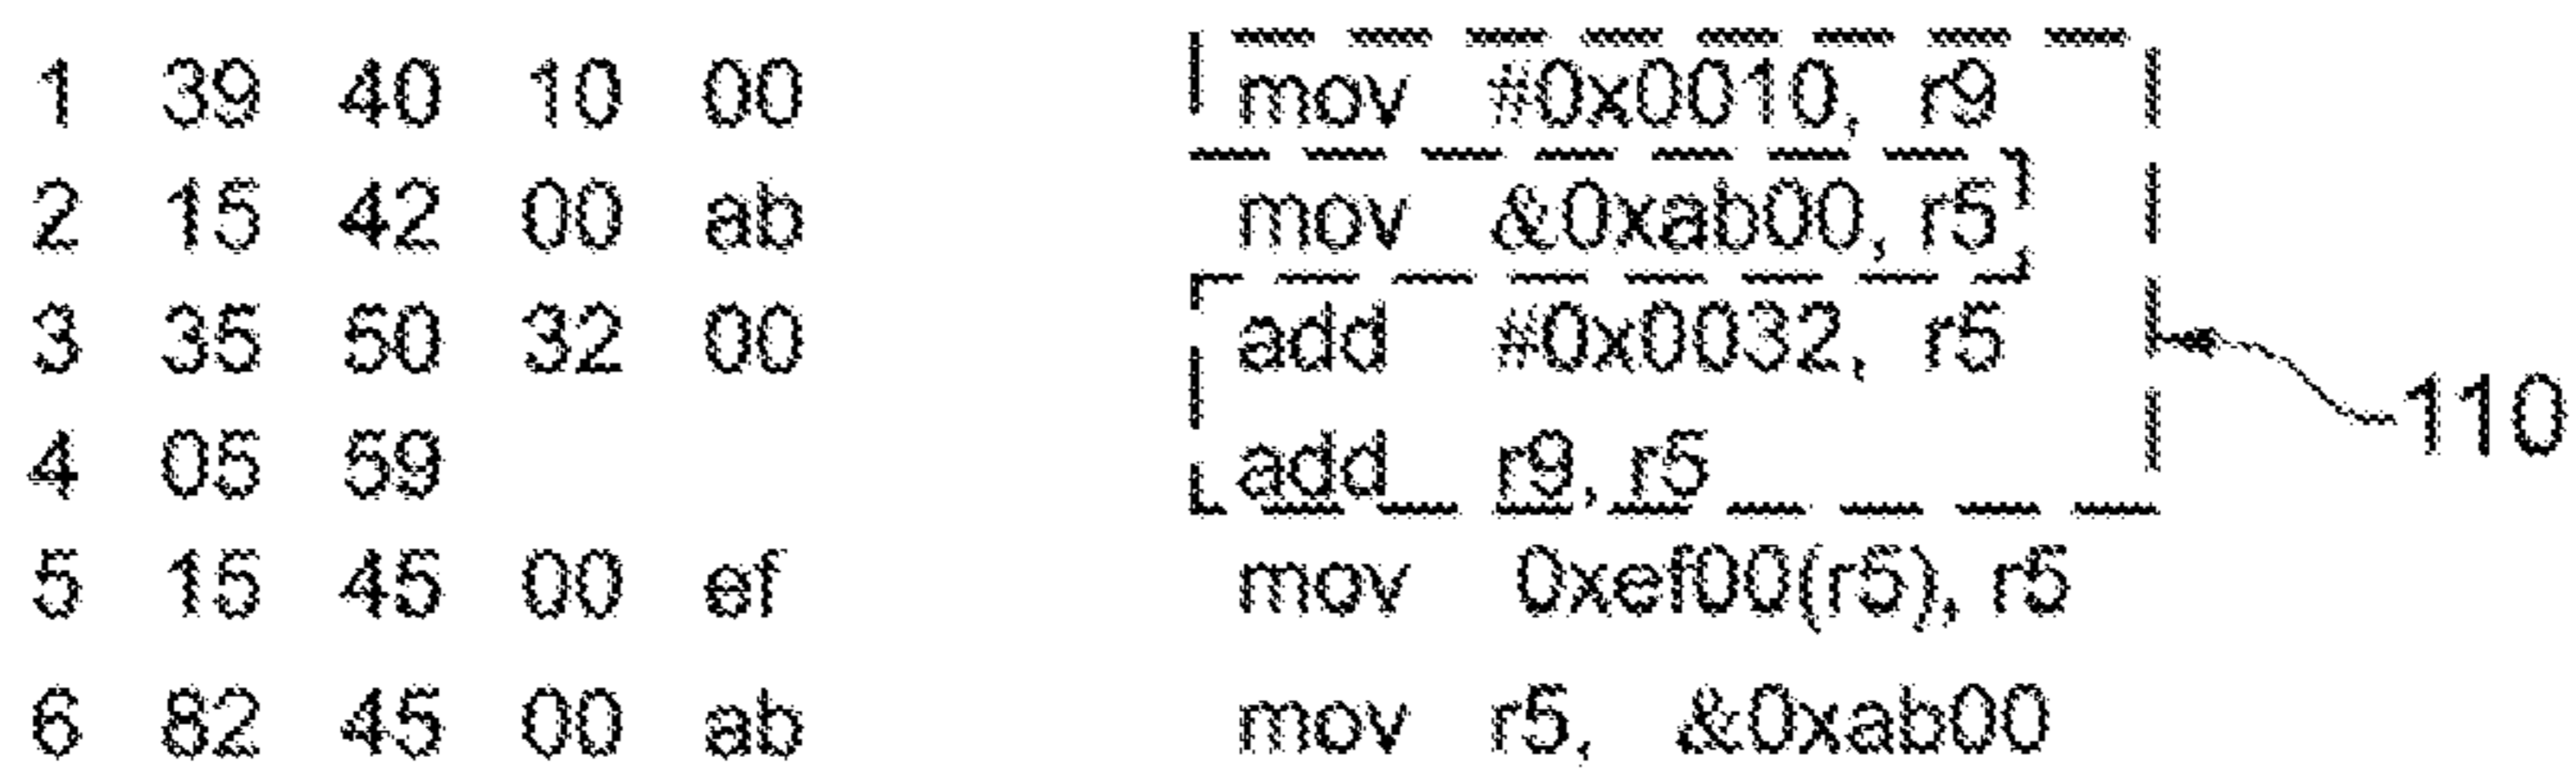 1 39 40 10 00 mov #0x0010, r9
2 15 42 00 ab mov &0xab00, r5
3 35 50 32 00 add #0x0032, r5
4 05 59 add r9, r5
5 15 45 00 ef mov 0xef00(r5), r5
6 82 45 00 ab mov r5, &0xab00
110